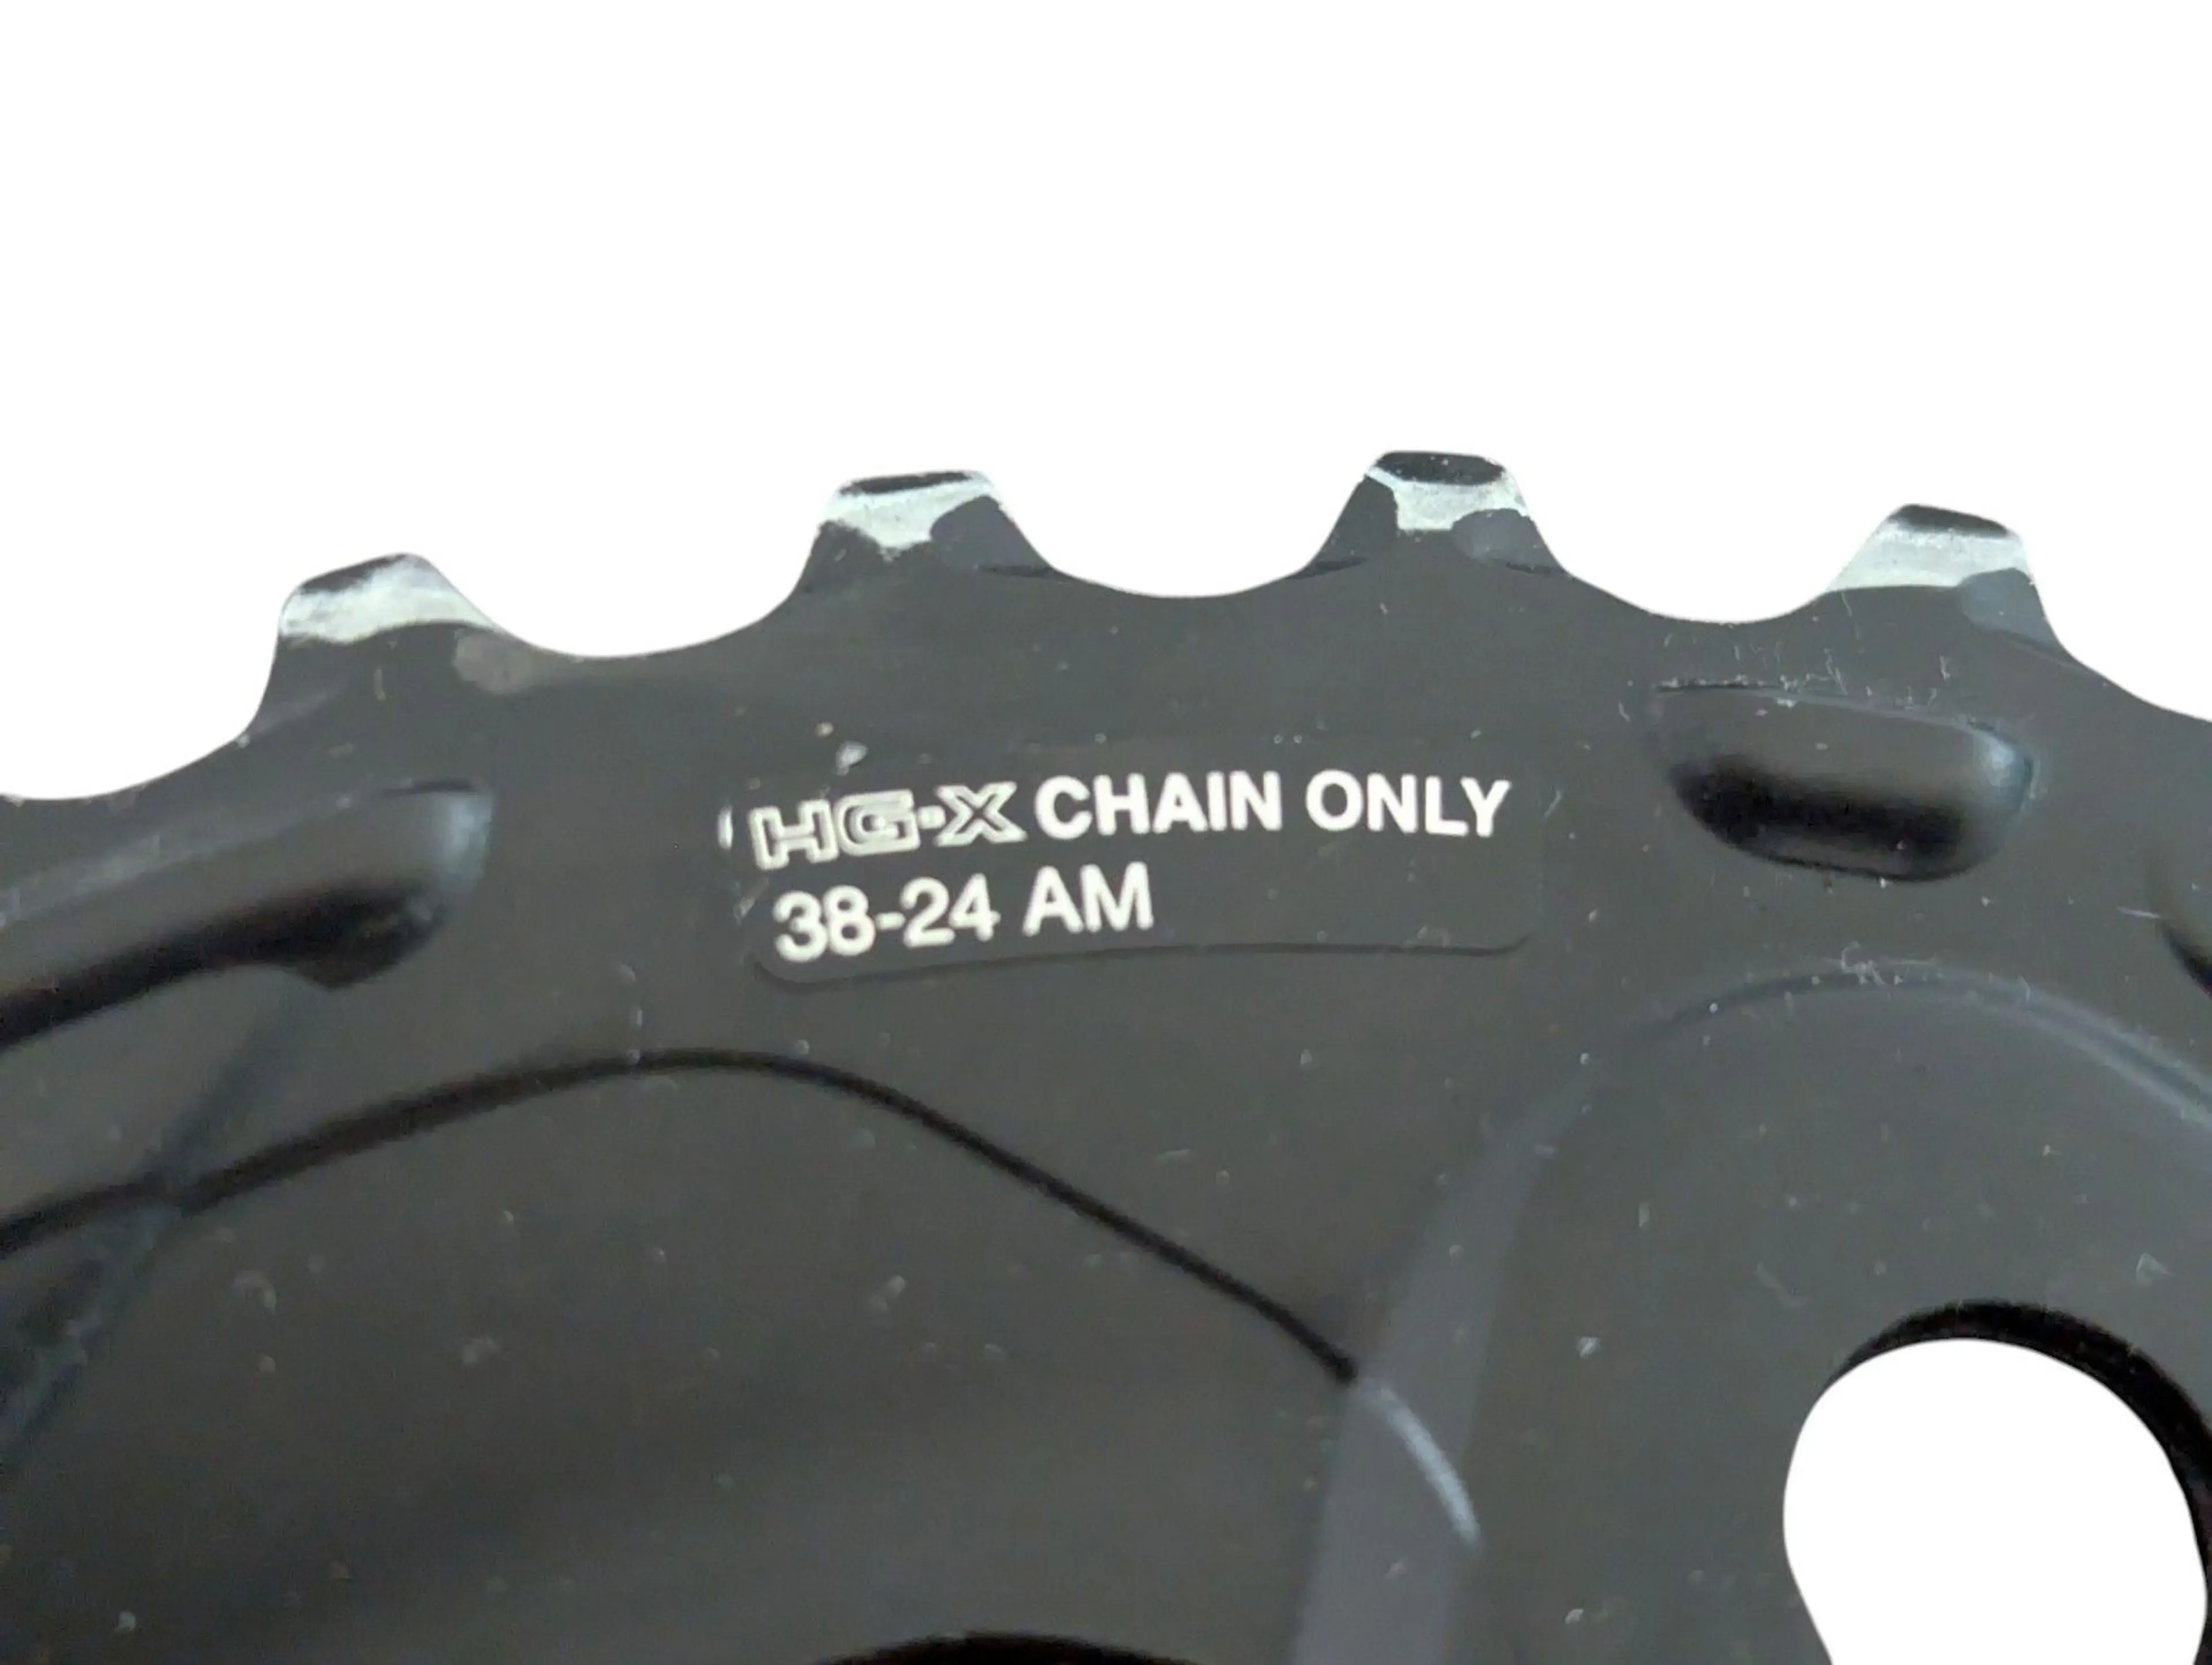 HG-X CHAIN ONLY
38-24 AM